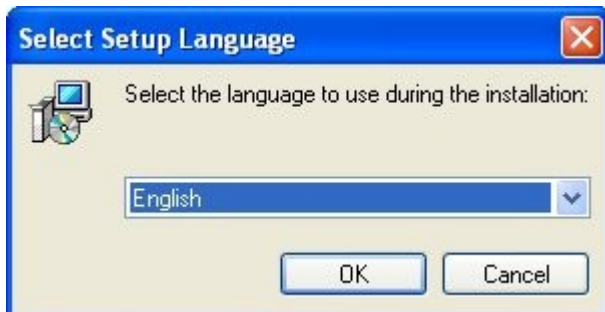 Select Setup Language
Select the language to use during the installation:
English
OK
Cancel